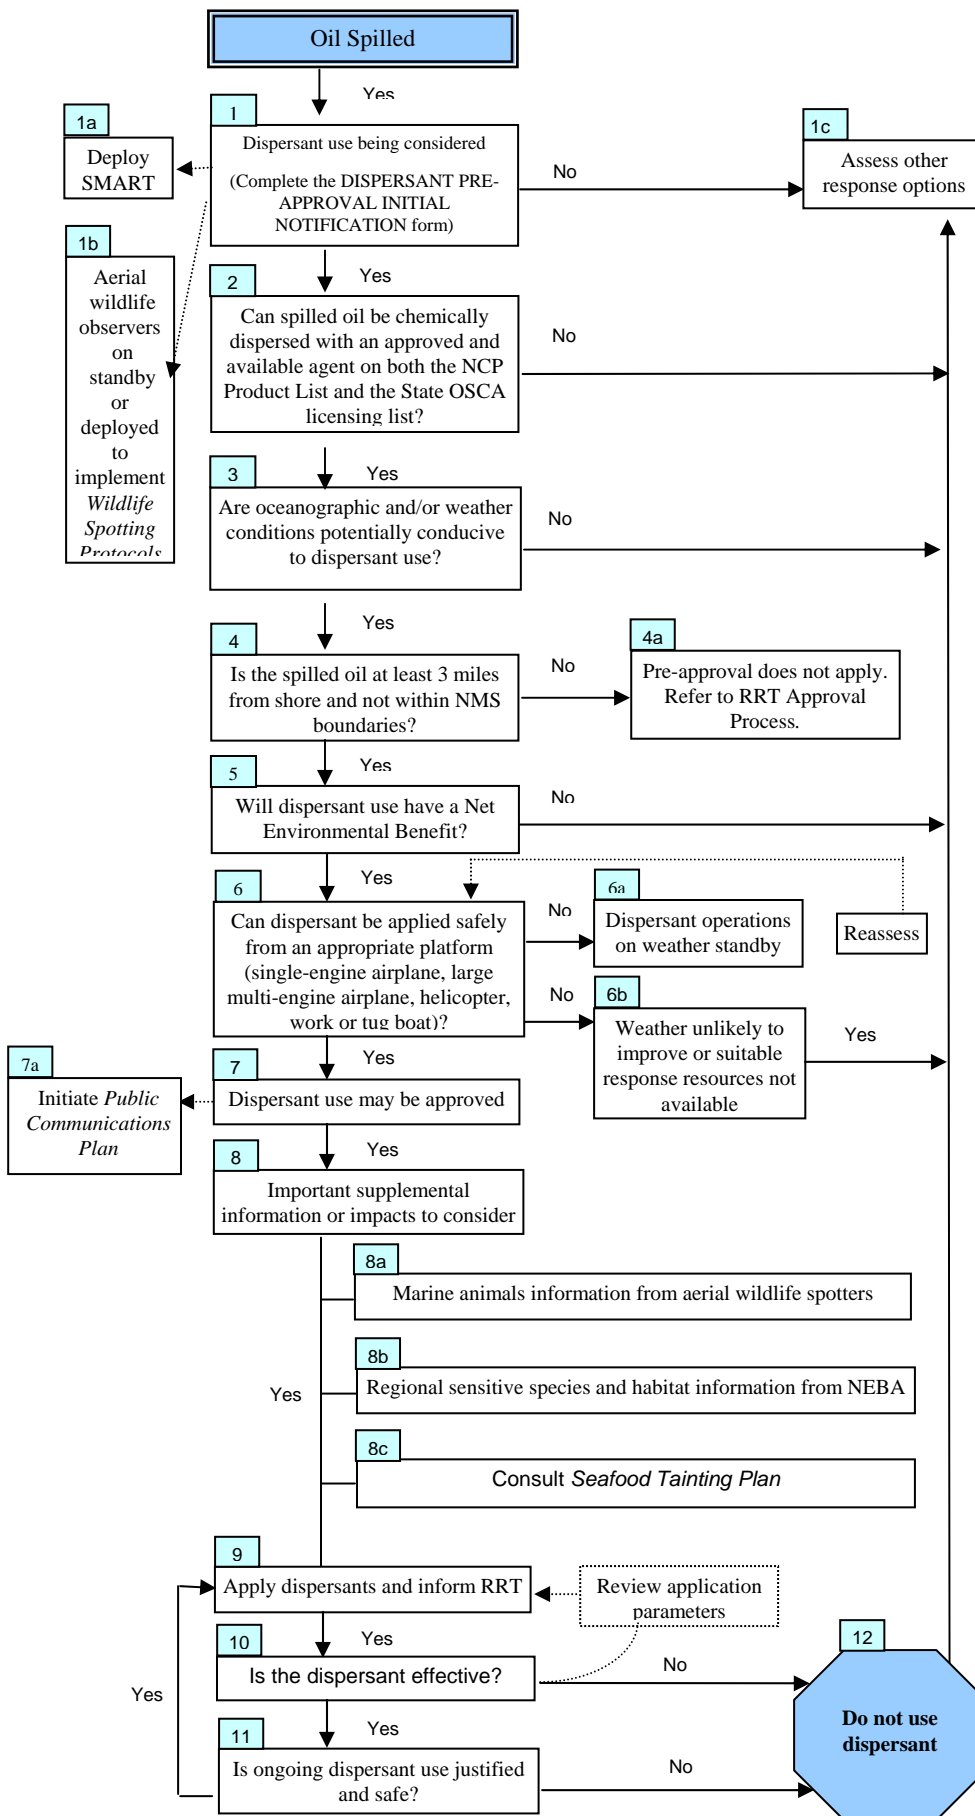 Oil Spilled
Yes
1
Dispersant use being considered
(Complete the DISPERSANT PRE-
APPROVAL INITIAL
NOTIFICATION form)
1a
Deploy
SMART
1b
Aerial
wildlife
observers
on
standby
or
deployed
to
implement
Wildlife
Spotting
Protocols
No
1c
Assess other
response options
Yes
2
Can spilled oil be chemically
dispersed with an approved and
available agent on both the NCP
Product List and the State OSCA
licensing list?
No
Yes
3
Are oceanographic and/or weather
conditions potentially conducive
to dispersant use?
No
Yes
4
Is the spilled oil at least 3 miles
from shore and not within NMS
boundaries?
No
4a
Pre-approval does not apply.
Refer to RRT Approval
Process.
Yes
5
Will dispersant use have a Net
Environmental Benefit?
No
Yes
6
Can dispersant be applied safely
from an appropriate platform
(single-engine airplane, large
multi-engine airplane, helicopter,
work or tug boat)?
No
6a
Dispersant operations
on weather standby
Reassess
No
6b
Weather unlikely to
improve or suitable
response resources not
available
Yes
Yes
7
Dispersant use may be approved
7a
Initiate Public
Communications
Plan
Yes
8
Important supplemental
information or impacts to consider
8a
Marine animals information from aerial wildlife spotters
8b
Regional sensitive species and habitat information from NEBA
Yes
8c
Consult Seafood Tainting Plan
9
Apply dispersants and inform RRT
Review application
parameters
Yes
10
Is the dispersant effective?
No
12
Do not use
dispersant
Yes
Yes
11
Is ongoing dispersant use justified
and safe?
No